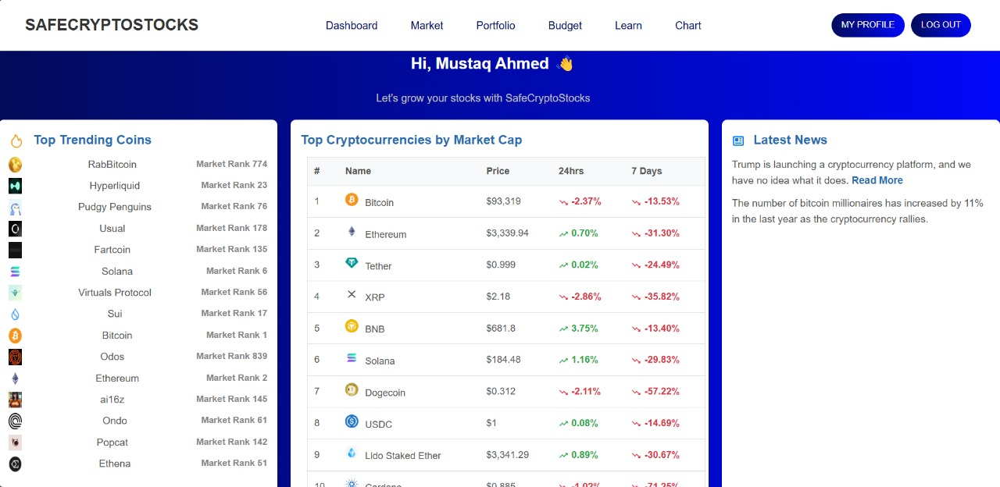 SAFECRYPTOSTOCKS
Dashboard Market Portfolio Budget Learn Chart
MY PROFILE LOG OUT
Hi, Mustaq Ahmed 👋
Let's grow your stocks with SafeCryptoStocks
Top Trending Coins
RabBitcoin Market Rank 774
Hyperliquid Market Rank 23
Pudgy Penguins Market Rank 76
Usual Market Rank 178
Fartcoin Market Rank 135
Solana Market Rank 6
Virtuals Protocol Market Rank 56
Sui Market Rank 17
Bitcoin Market Rank 1
Odos Market Rank 839
Ethereum Market Rank 2
ai16z Market Rank 145
Ondo Market Rank 61
Popcat Market Rank 142
Ethena Market Rank 51
Top Cryptocurrencies by Market Cap
# Name Price 24hrs 7 Days
1 Bitcoin $93,319 -2.37% -13.53%
2 Ethereum $3,339.94 0.70% -31.30%
3 Tether $0.999 0.02% -24.49%
4 XRP $2.18 -2.86% -35.82%
5 BNB $681.8 3.75% -13.40%
6 Solana $184.48 1.16% -29.83%
7 Dogecoin $0.312 -2.11% -57.22%
8 USDC $1 0.08% -14.69%
9 Lido Staked Ether $3,341.29 0.89% -30.67%
10 Cardano $0.885 -1.02% -71.25%
Latest News
Trump is launching a cryptocurrency platform, and we
have no idea what it does. Read More
The number of bitcoin millionaires has increased by 11%
in the last year as the cryptocurrency rallies.